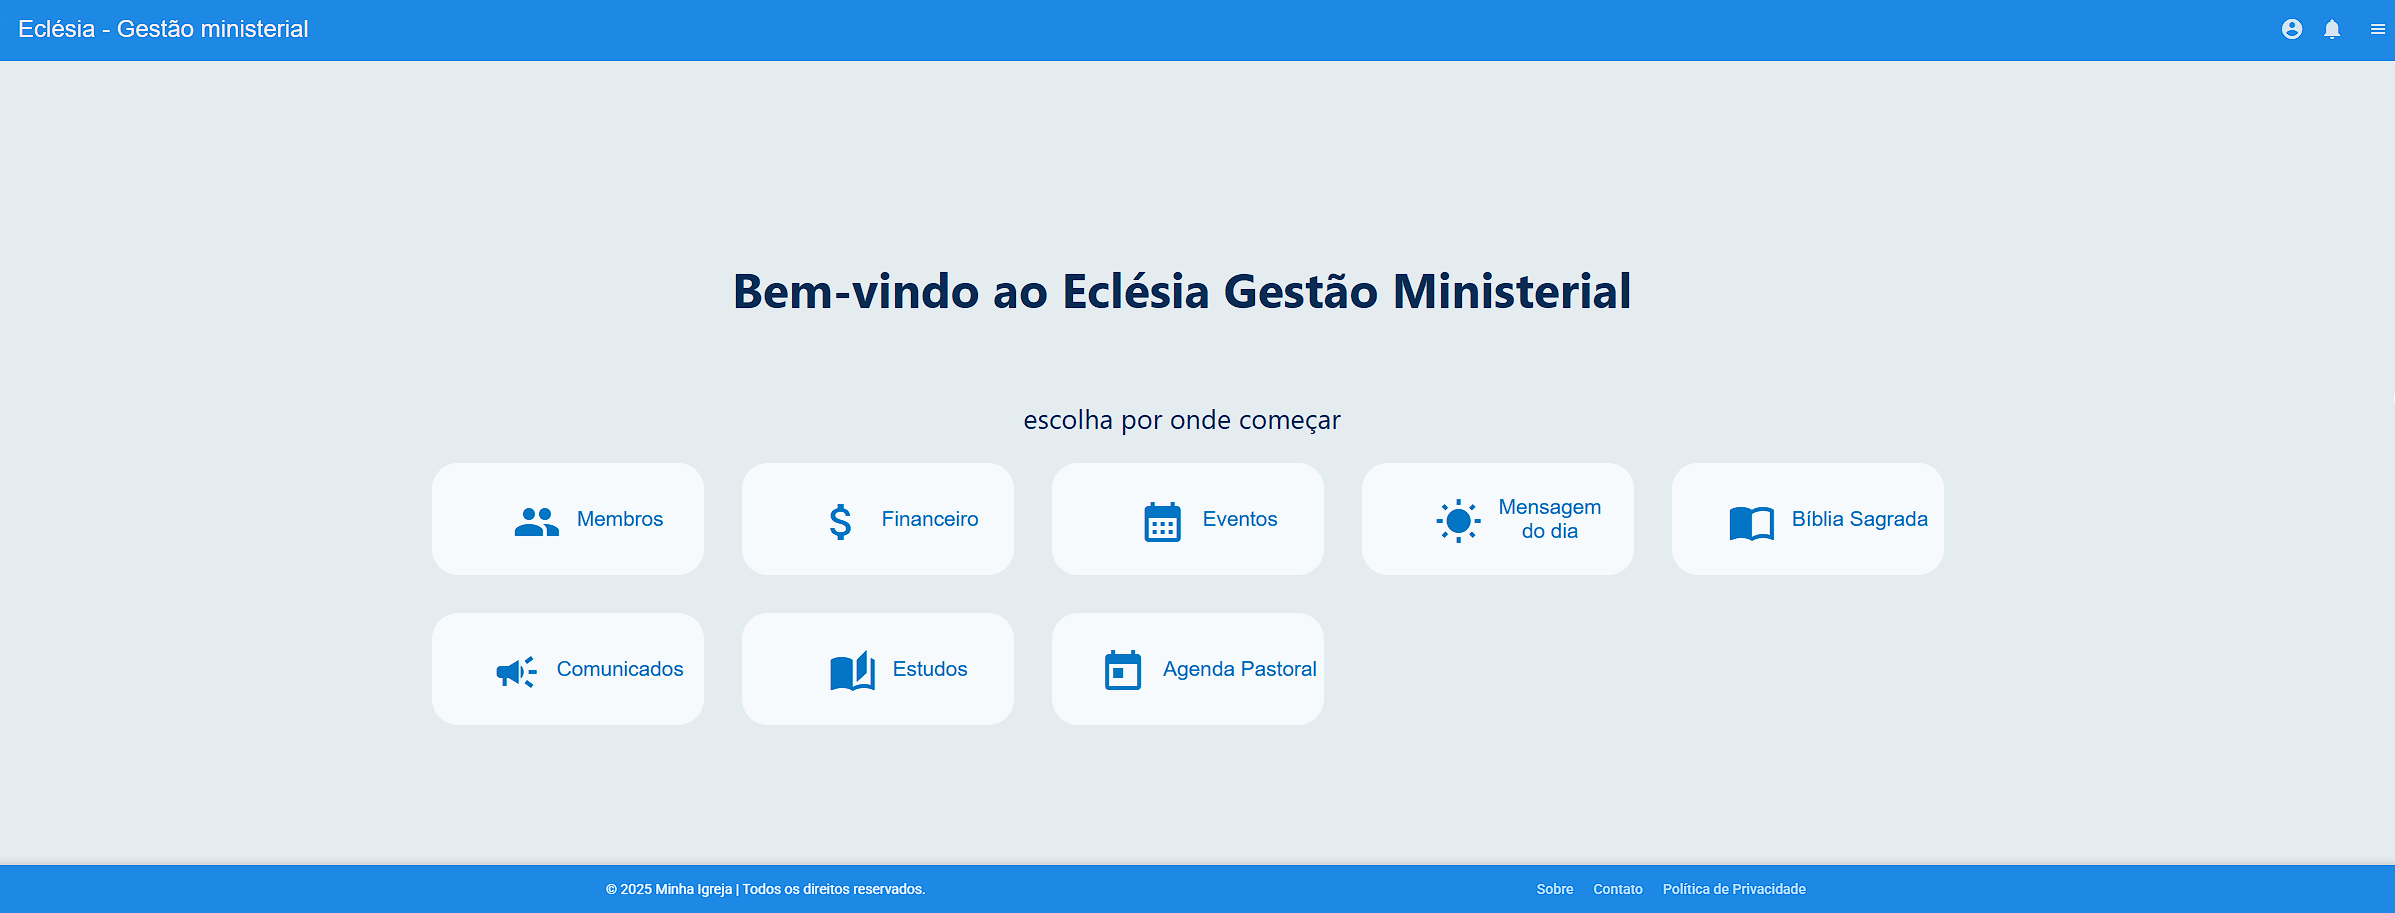 Eclésia - Gestão ministerial
Bem-vindo ao Eclésia Gestão Ministerial
escolha por onde começar
Membros
Financeiro
Eventos
Mensagem
do dia
Bíblia Sagrada
Comunicados
Estudos
Agenda Pastoral
© 2025 Minha Igreja | Todos os direitos reservados.
Sobre
Contato
Política de Privacidade